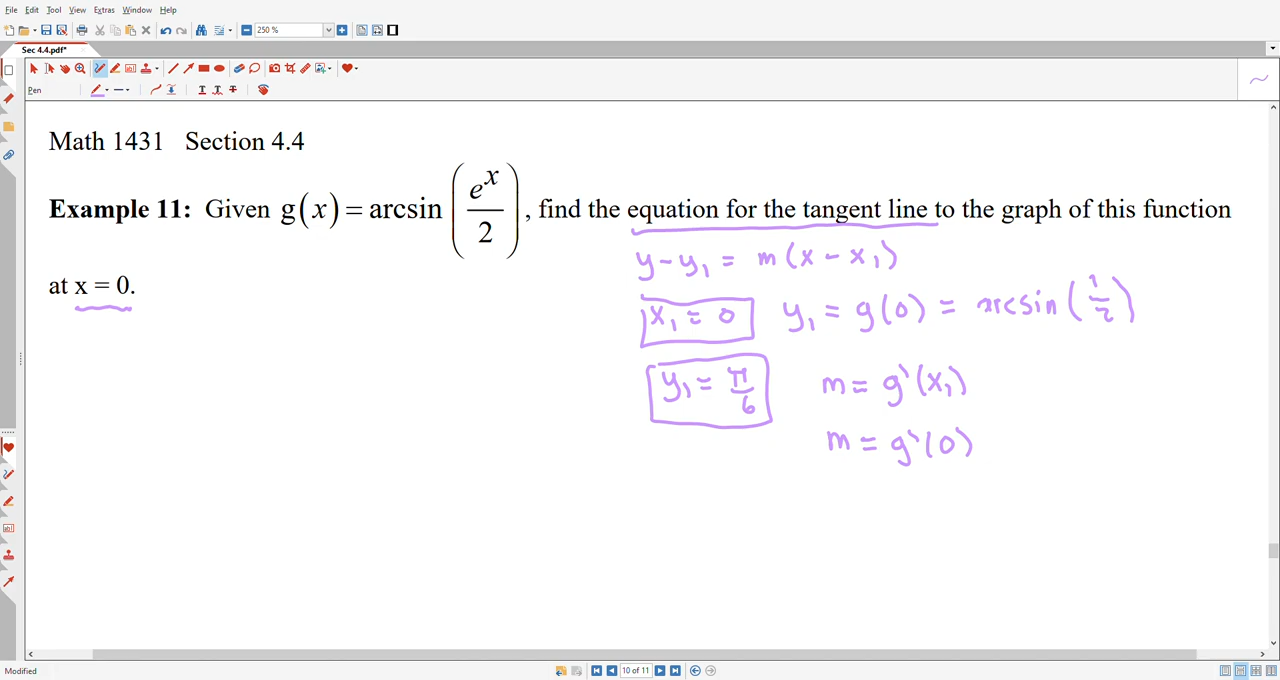 File Edit Tool View Extras Window Help
250 %
Sec 4.4.pdf*
Pen
Math 1431 Section 4.4
Example 11: Given g(x) = arcsin(e^x/2), find the equation for the tangent line to the graph of this function
y - y₁ = m(x - x₁)
at x = 0.
x₁ = 0 y₁ = g(0) = arcsin(1/2)
y₁ = π/6 m = g'(x₁)
m = g'(0)
Modified 10 of 11